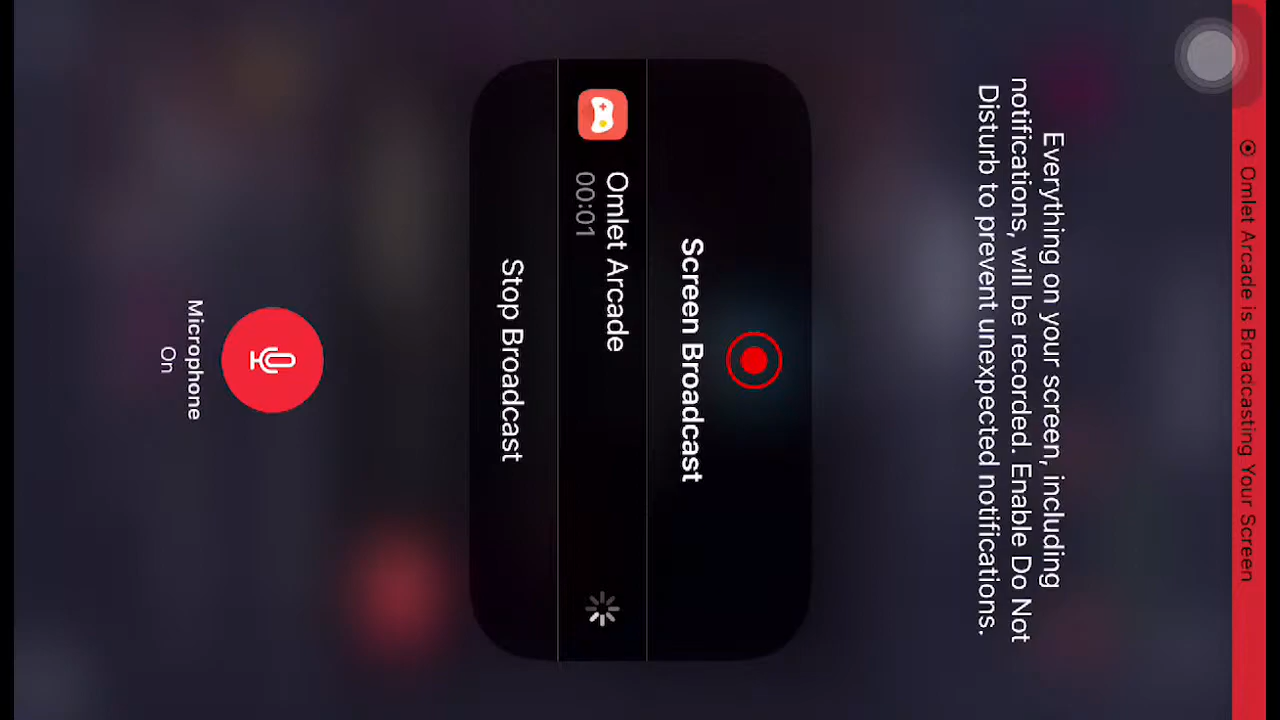 Omlet Arcade is Broadcasting Your Screen
Everything on your screen, including
notifications, will be recorded. Enable Do Not
Disturb to prevent unexpected notifications.
Screen Broadcast
Omlet Arcade
00:01
Stop Broadcast
Microphone
On